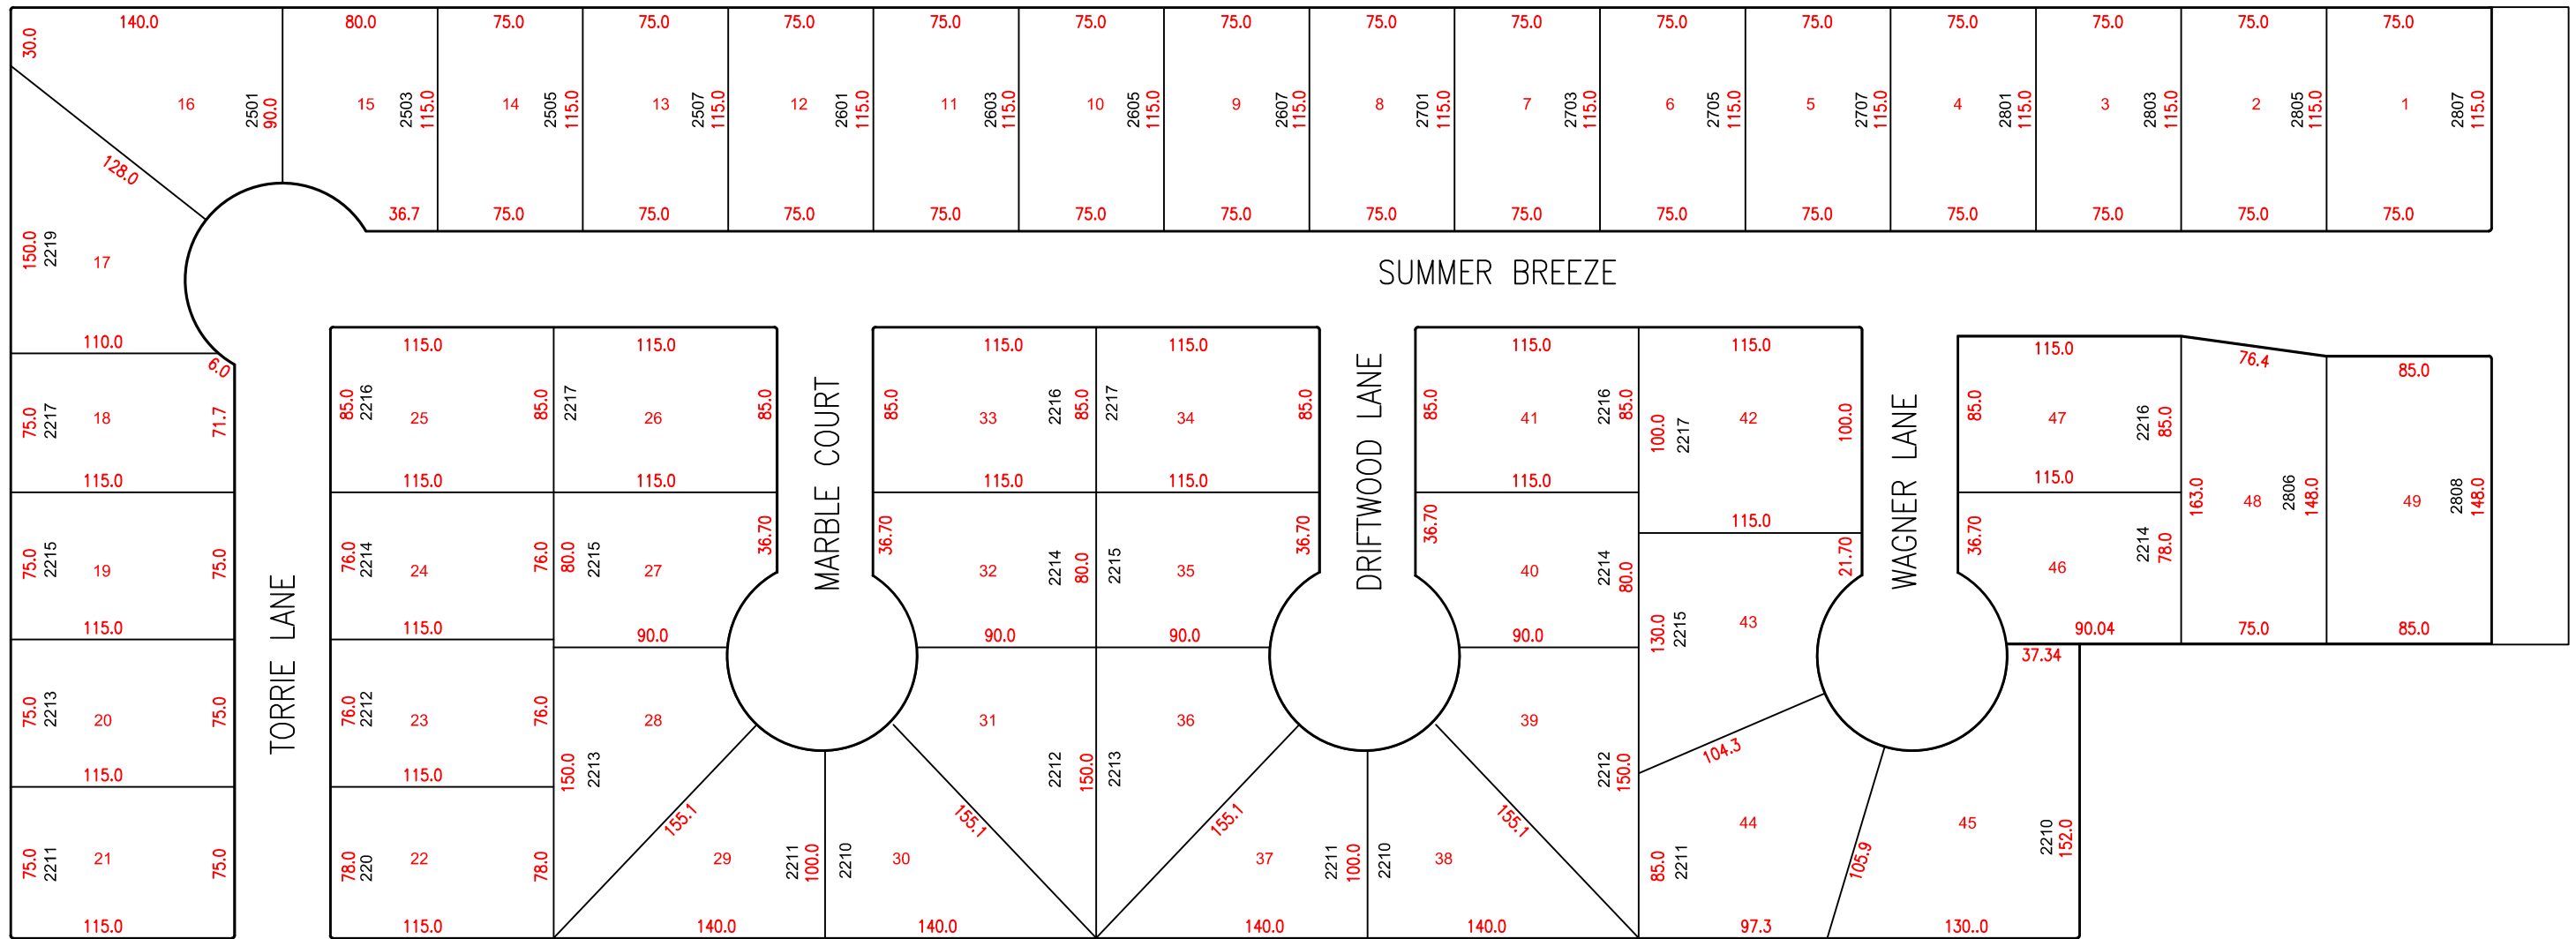 140.0 80.0 75.0 75.0 75.0 75.0 75.0 75.0 75.0 75.0 75.0 75.0 75.0 75.0 75.0 75.0
30.0
16 2501 90.0 15 2503 115.0 14 2505 115.0 13 2507 115.0 12 2601 115.0 11 2603 115.0 10 2605 115.0 9 2607 115.0 8 2701 115.0 7 2703 115.0 6 2705 115.0 5 2707 115.0 4 2801 115.0 3 2803 115.0 2 2805 115.0 1 2807 115.0
128.0
36.7 75.0 75.0 75.0 75.0 75.0 75.0 75.0 75.0 75.0 75.0 75.0 75.0 75.0 75.0
150.0 2219 17
SUMMER BREEZE
110.0
6.0
115.0 115.0 115.0 115.0 115.0 115.0 115.0 76.4
85.0
75.0 2217 18 71.7
85.0 2216 25 85.0 2217 26 85.0
MARBLE COURT
85.0 33 2216 85.0 2217 34 85.0
DRIFTWOOD LANE
85.0 41 2216 85.0 100.0 2217 42 100.0
WAGNER LANE
85.0 47 2216 85.0
115.0 115.0 115.0 115.0 115.0 115.0 115.0
163.0 48 2806 148.0 49 2808 148.0
115.0
75.0 2215 19 75.0
76.0 2214 24 76.0 80.0 2215 27 36.70
36.70 32 2214 80.0 2215 35 36.70
36.70 40 2214 80.0
130.0 2215 43 21.70
36.70 46 2214 78.0
115.0 115.0 90.0 90.0 90.0 90.0 90.04 75.0 85.0
37.34
TORRIE LANE
75.0 2213 20 75.0
76.0 2212 23 76.0
150.0 2213 28
31 2212 150.0 2213 36
39 2212 150.0
104.3
115.0 115.0
155.1 155.1 155.1 155.1
75.0 2211 21 75.0
78.0 220 22 78.0
29 2211 100.0 2210 30
37 2211 100.0 2210 38
85.0 2211 44
105.9
45 2210 152.0
115.0 115.0 140.0 140.0 140.0 140.0 97.3 130..0